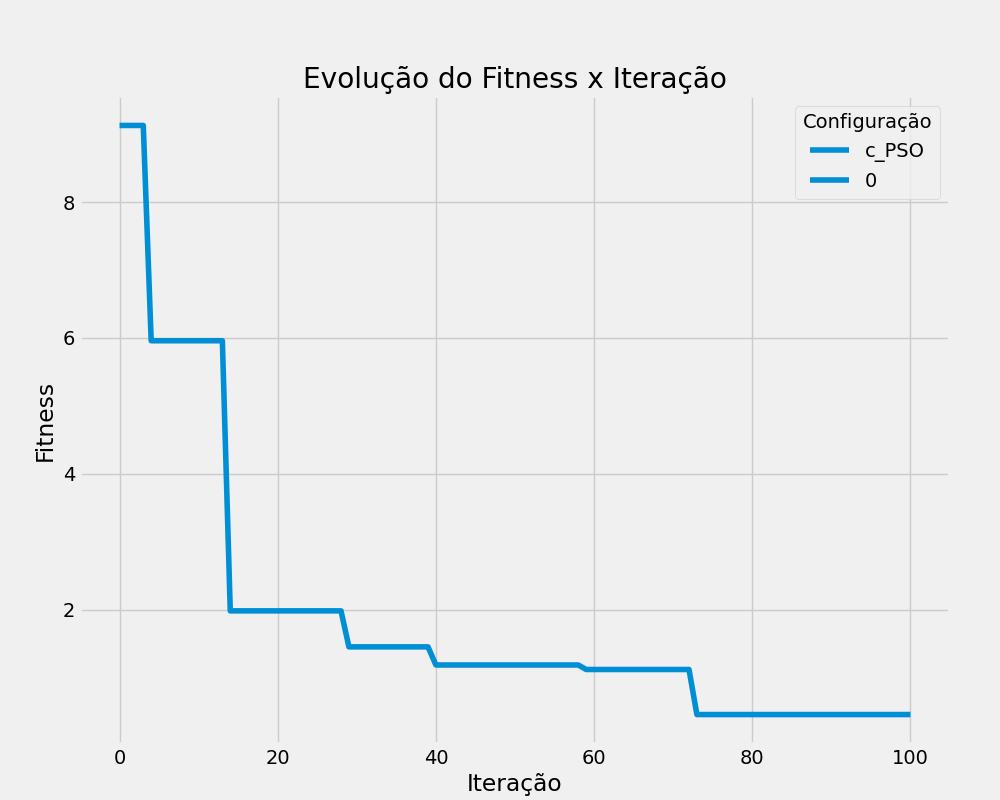 Evolução do Fitness x Iteração
Configuração
c_PSO
0
Fitness
8
6
4
2
0 20 40 60 80 100
Iteração